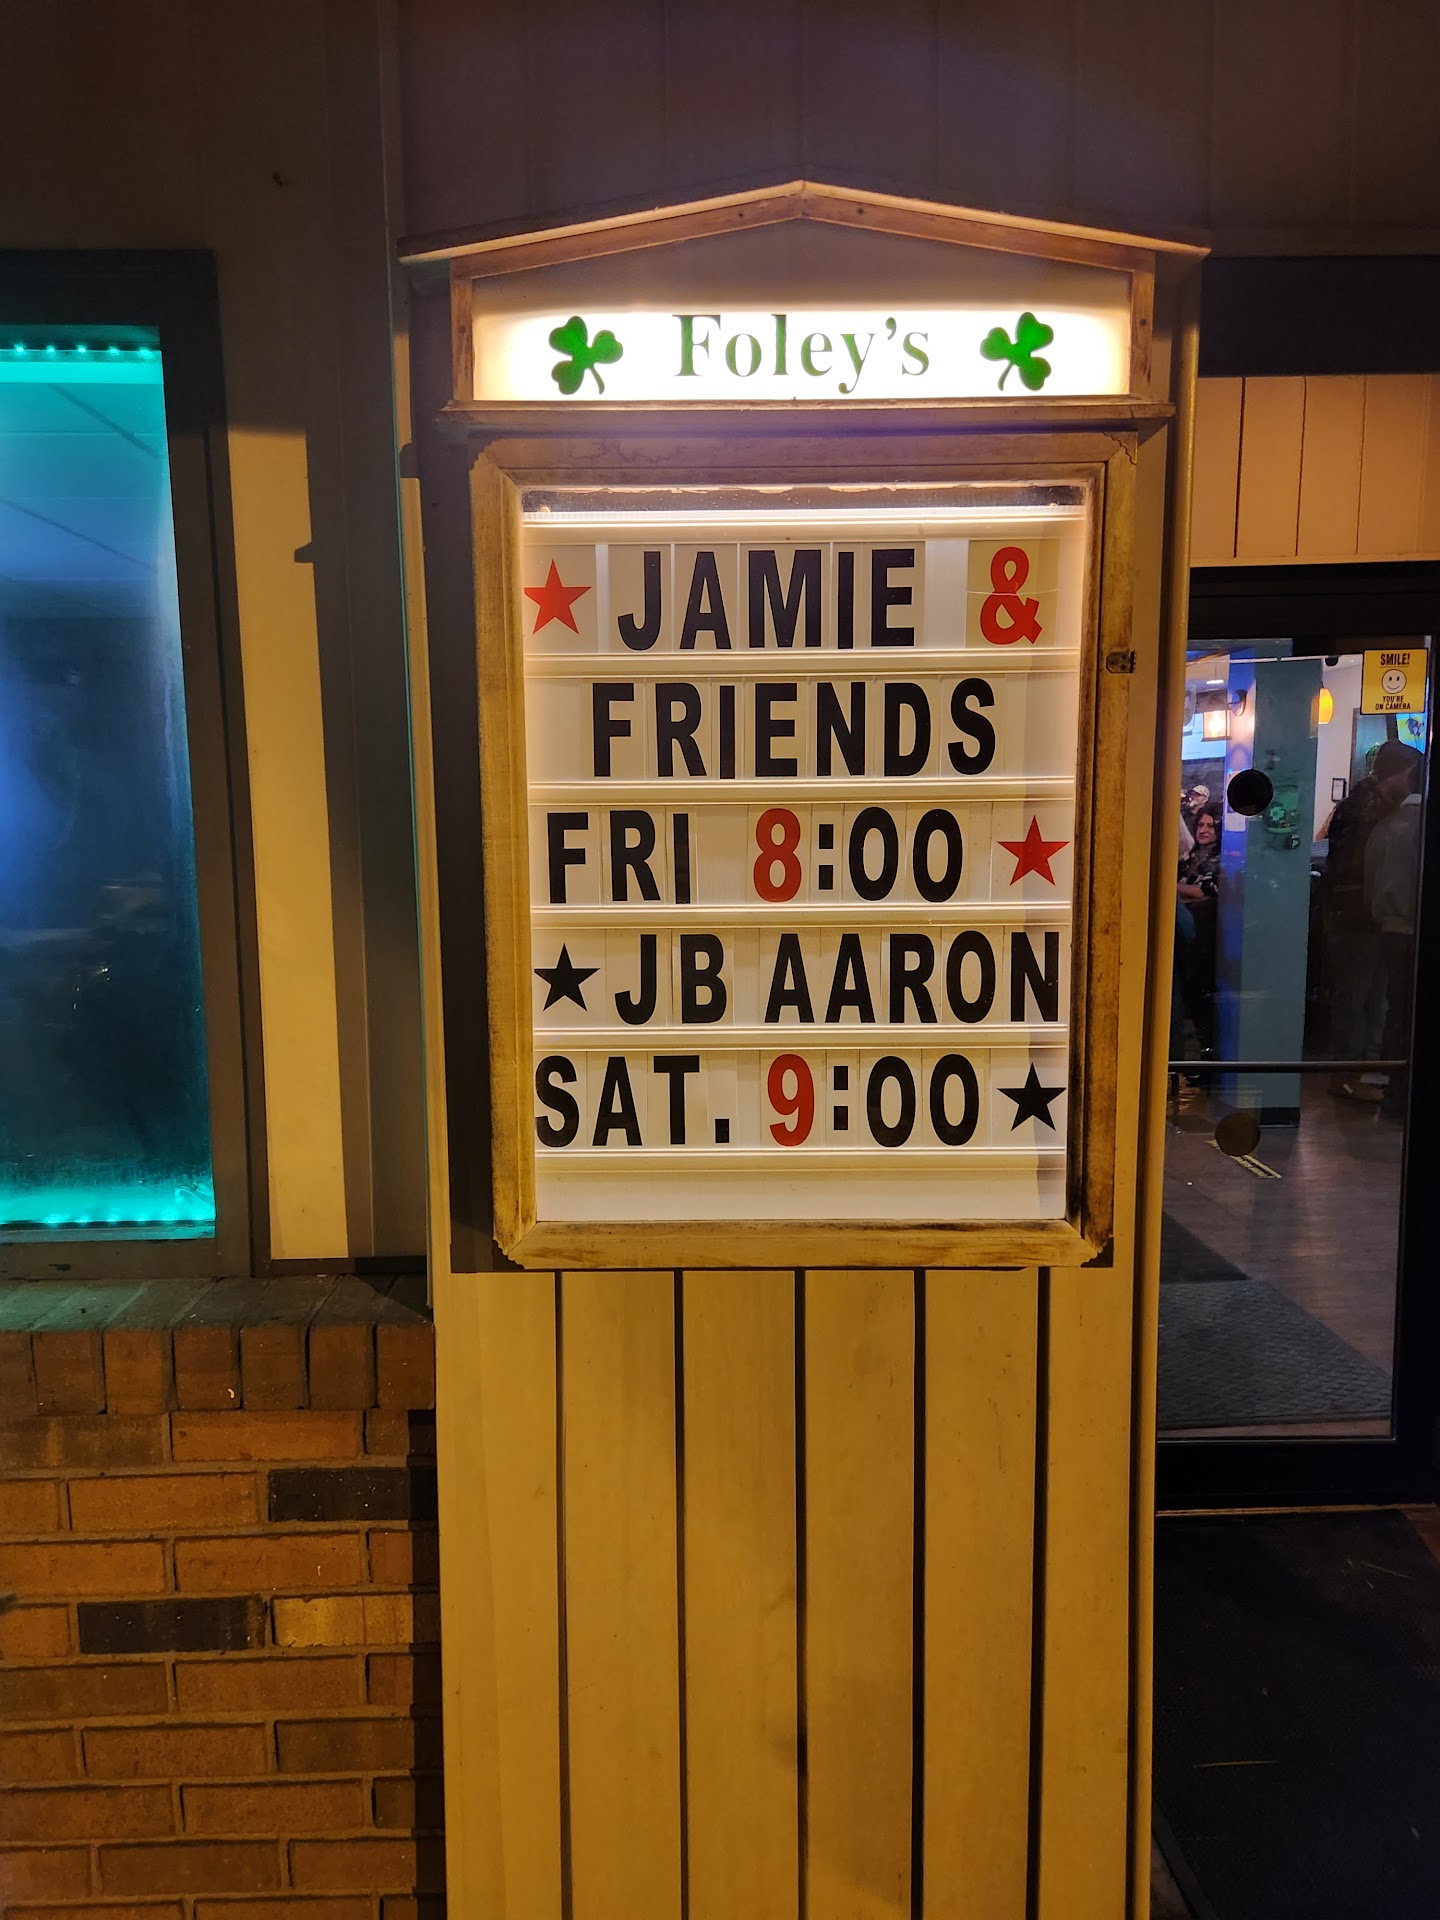 Foley's
JAMIE &
FRIENDS
FRI 8:00
JB AARON
SAT. 9:00
SMILE!
YOU'RE
ON CAMERA